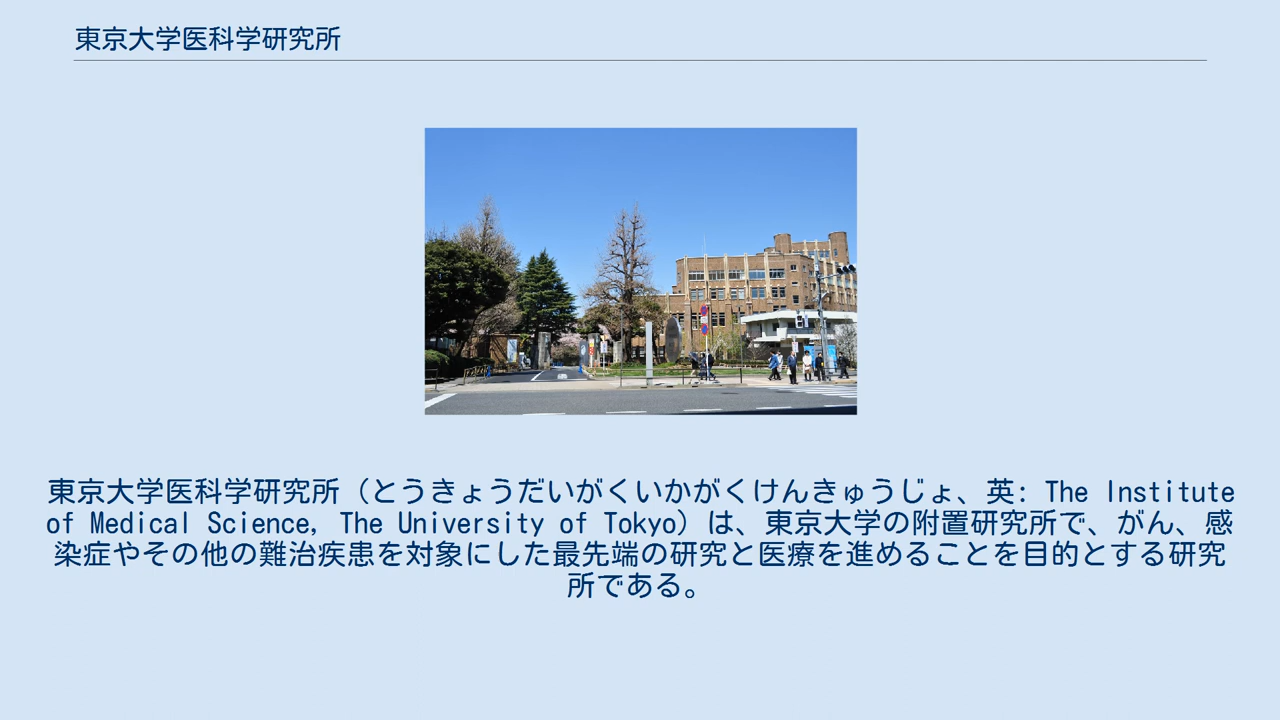 東京大学医科学研究所
東京大学医科学研究所（とうきょうだいがくいかがくけんきゅうじょ、英: The Institute
of Medical Science, The University of Tokyo）は、東京大学の附置研究所で、がん、感
染症やその他の難治疾患を対象にした最先端の研究と医療を進めることを目的とする研究
所である。